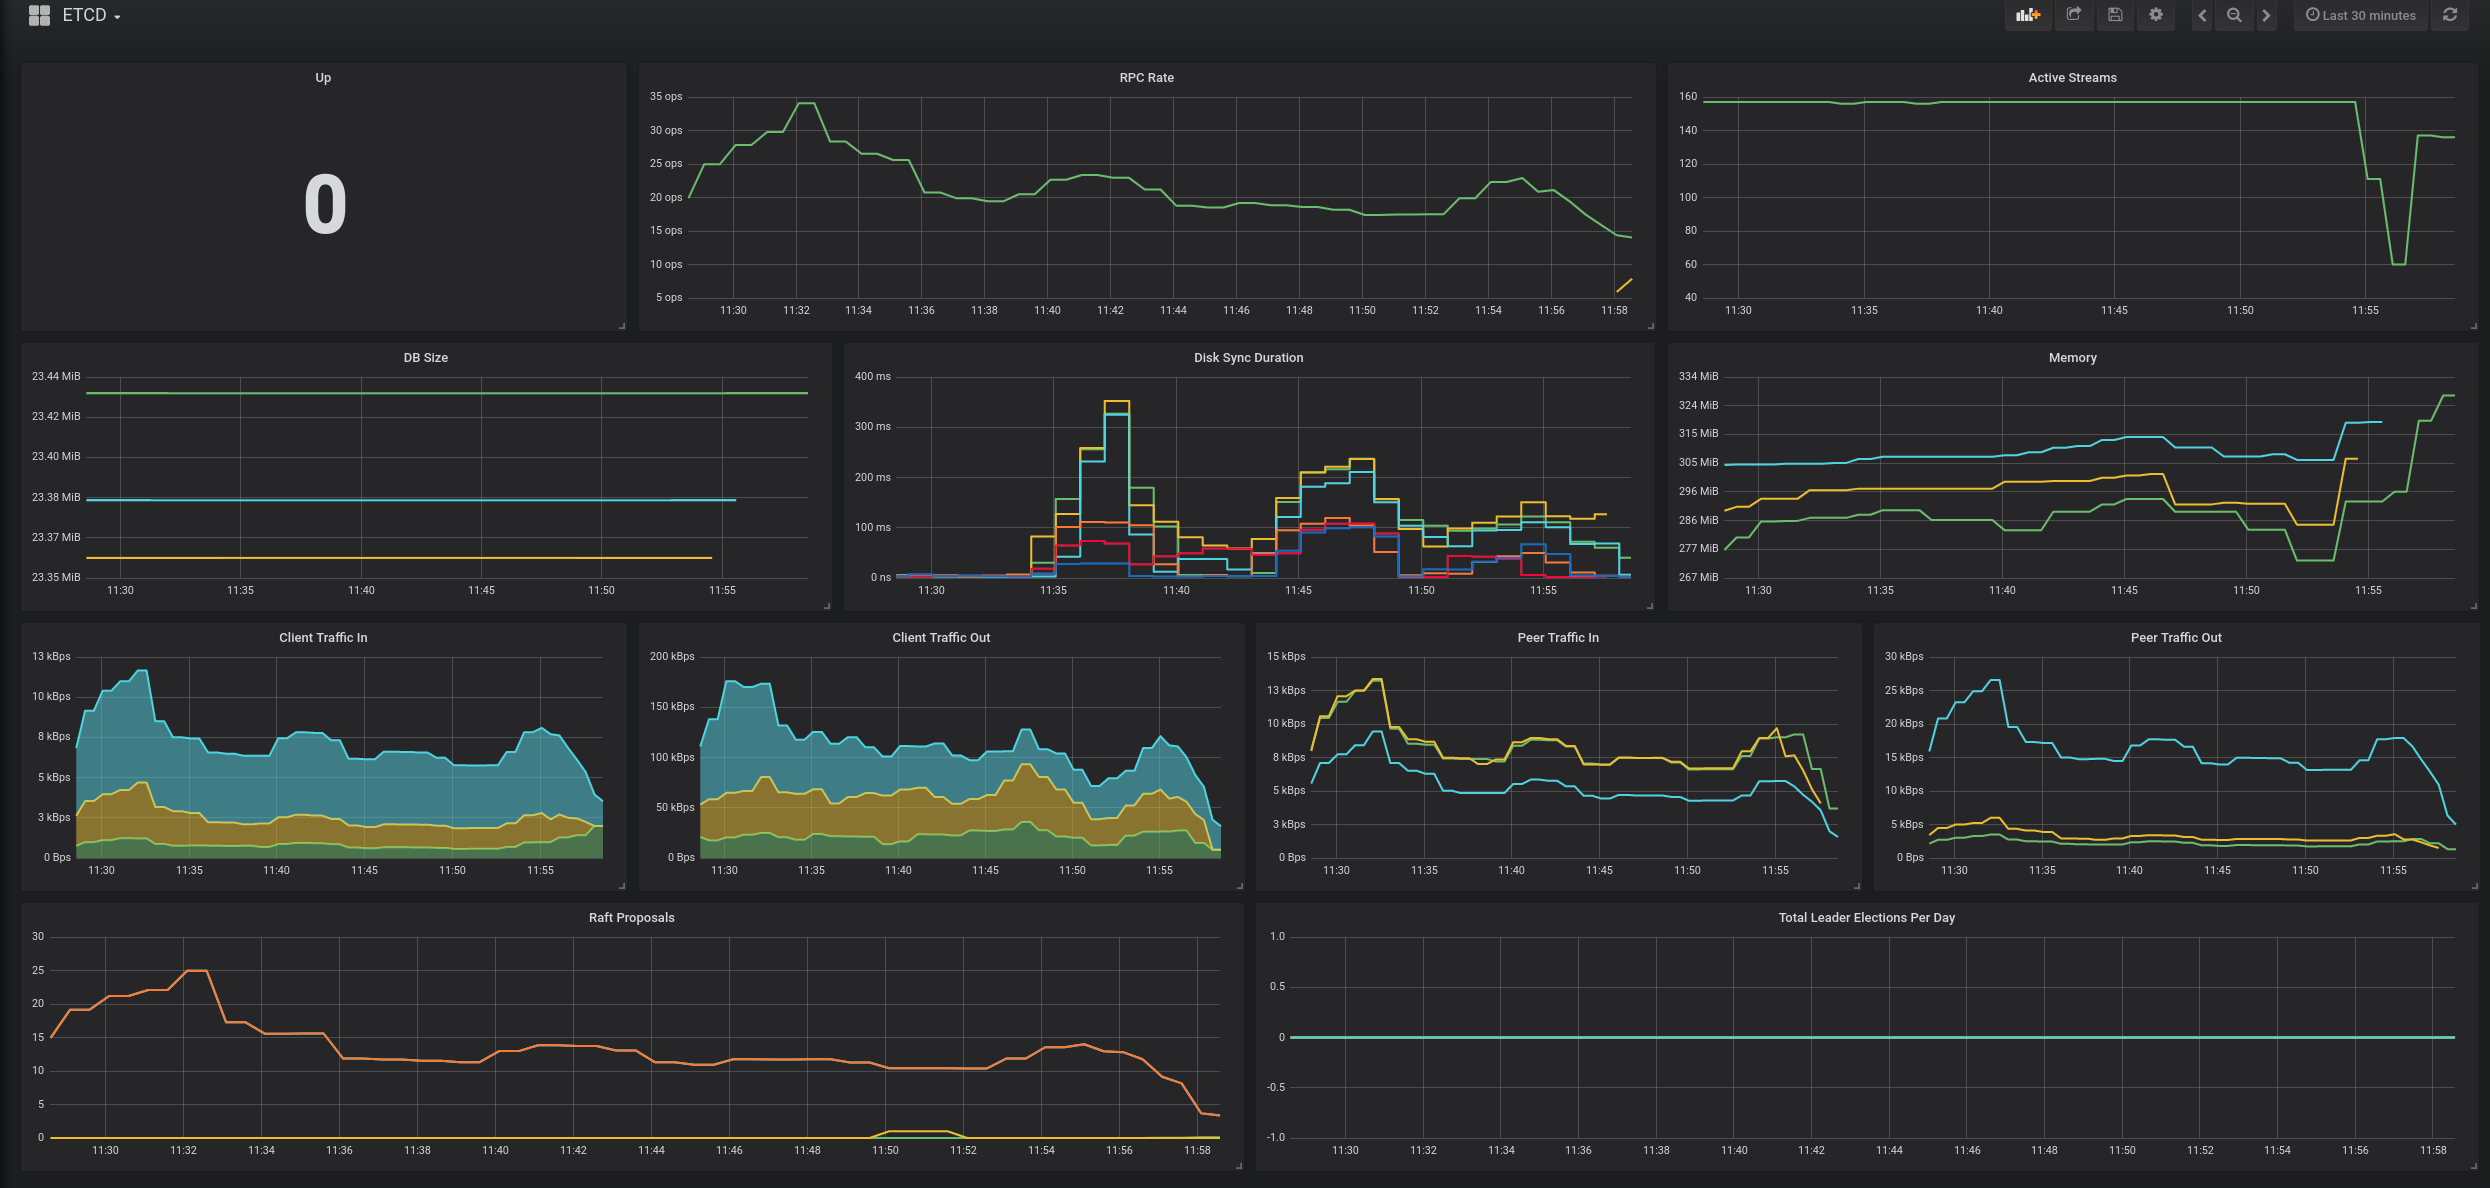 ETCD
Last 30 minutes
Up
0
RPC Rate
35 ops
30 ops
25 ops
20 ops
15 ops
10 ops
5 ops
11:30 11:32 11:34 11:36 11:38 11:40 11:42 11:44 11:46 11:48 11:50 11:52 11:54 11:56 11:58
Active Streams
160
140
120
100
80
60
40
11:30 11:35 11:40 11:45 11:50 11:55
DB Size
23.44 MiB
23.42 MiB
23.40 MiB
23.38 MiB
23.37 MiB
23.35 MiB
11:30 11:35 11:40 11:45 11:50 11:55
Disk Sync Duration
400 ms
300 ms
200 ms
100 ms
0 ns
11:30 11:35 11:40 11:45 11:50 11:55
Memory
334 MiB
324 MiB
315 MiB
305 MiB
296 MiB
286 MiB
277 MiB
267 MiB
11:30 11:35 11:40 11:45 11:50 11:55
Client Traffic In
13 kBps
10 kBps
8 kBps
5 kBps
3 kBps
0 Bps
11:30 11:35 11:40 11:45 11:50 11:55
Client Traffic Out
200 kBps
150 kBps
100 kBps
50 kBps
0 Bps
11:30 11:35 11:40 11:45 11:50 11:55
Peer Traffic In
15 kBps
13 kBps
10 kBps
8 kBps
5 kBps
3 kBps
0 Bps
11:30 11:35 11:40 11:45 11:50 11:55
Peer Traffic Out
30 kBps
25 kBps
20 kBps
15 kBps
10 kBps
5 kBps
0 Bps
11:30 11:35 11:40 11:45 11:50 11:55
Raft Proposals
30
25
20
15
10
5
0
11:30 11:32 11:34 11:36 11:38 11:40 11:42 11:44 11:46 11:48 11:50 11:52 11:54 11:56 11:58
Total Leader Elections Per Day
1.0
0.5
0
-0.5
-1.0
11:30 11:32 11:34 11:36 11:38 11:40 11:42 11:44 11:46 11:48 11:50 11:52 11:54 11:56 11:58